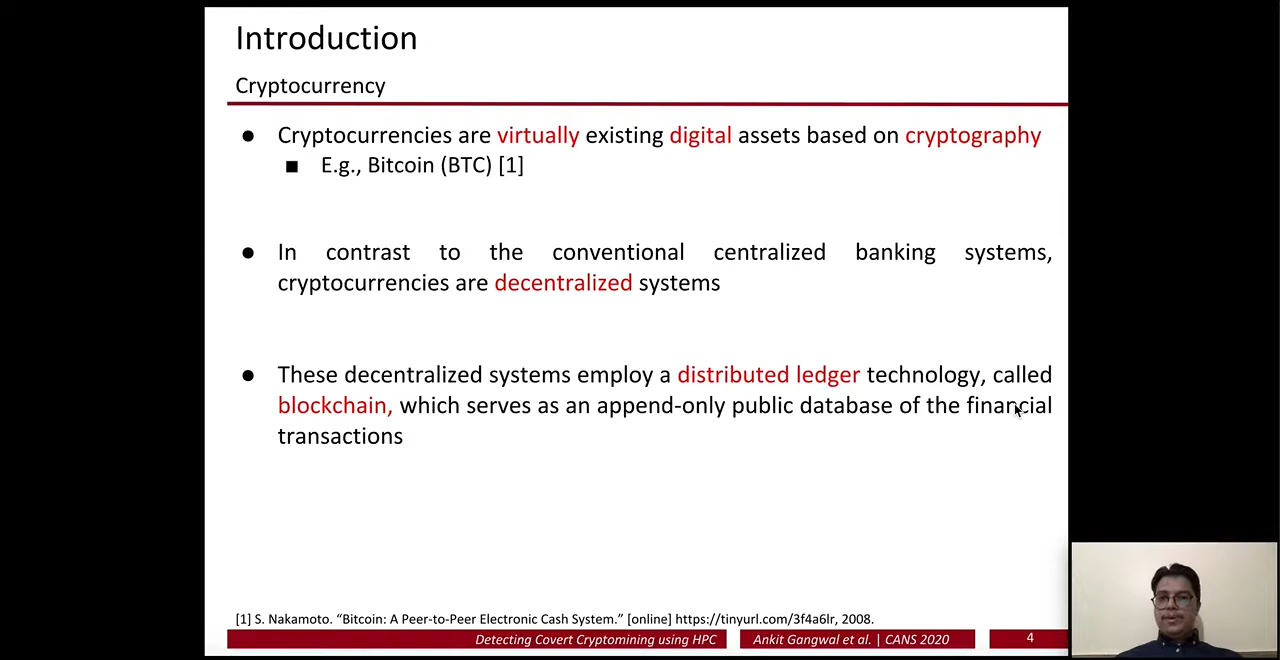 Introduction
Cryptocurrency
● Cryptocurrencies are virtually existing digital assets based on cryptography
■ E.g., Bitcoin (BTC) [1]
● In contrast to the conventional centralized banking systems,
cryptocurrencies are decentralized systems
● These decentralized systems employ a distributed ledger technology, called
blockchain, which serves as an append-only public database of the financial
transactions
[1] S. Nakamoto. “Bitcoin: A Peer-to-Peer Electronic Cash System.” [online] https://tinyurl.com/3f4a6lr, 2008.
Detecting Covert Cryptomining using HPC Ankit Gangwal et al. | CANS 2020 4